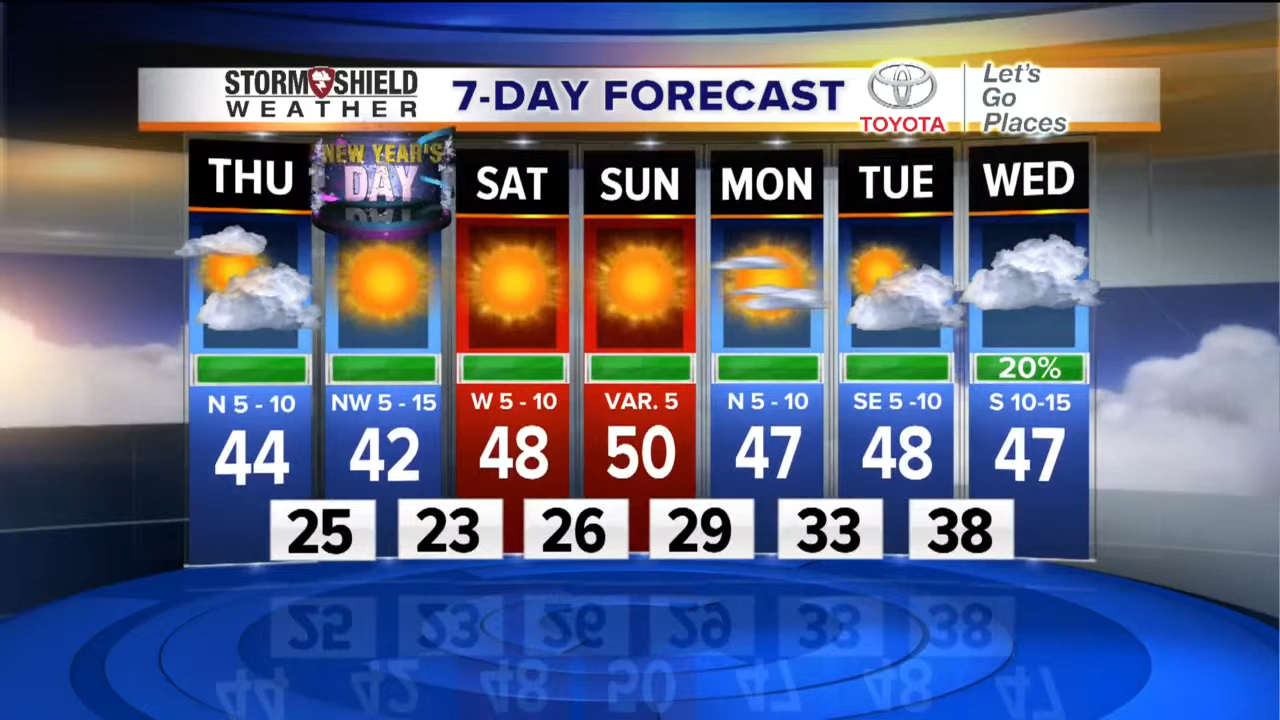 STORM SHIELD
WEATHER
7-DAY FORECAST
TOYOTA
Let's
Go
Places
THU
NEW YEAR'S
DAY
SAT
SUN
MON
TUE
WED
20%
N 5 - 10
NW 5 - 15
W 5 - 10
VAR. 5
N 5 - 10
SE 5 -10
S 10-15
44
42
48
50
47
48
47
25
23
26
29
33
38